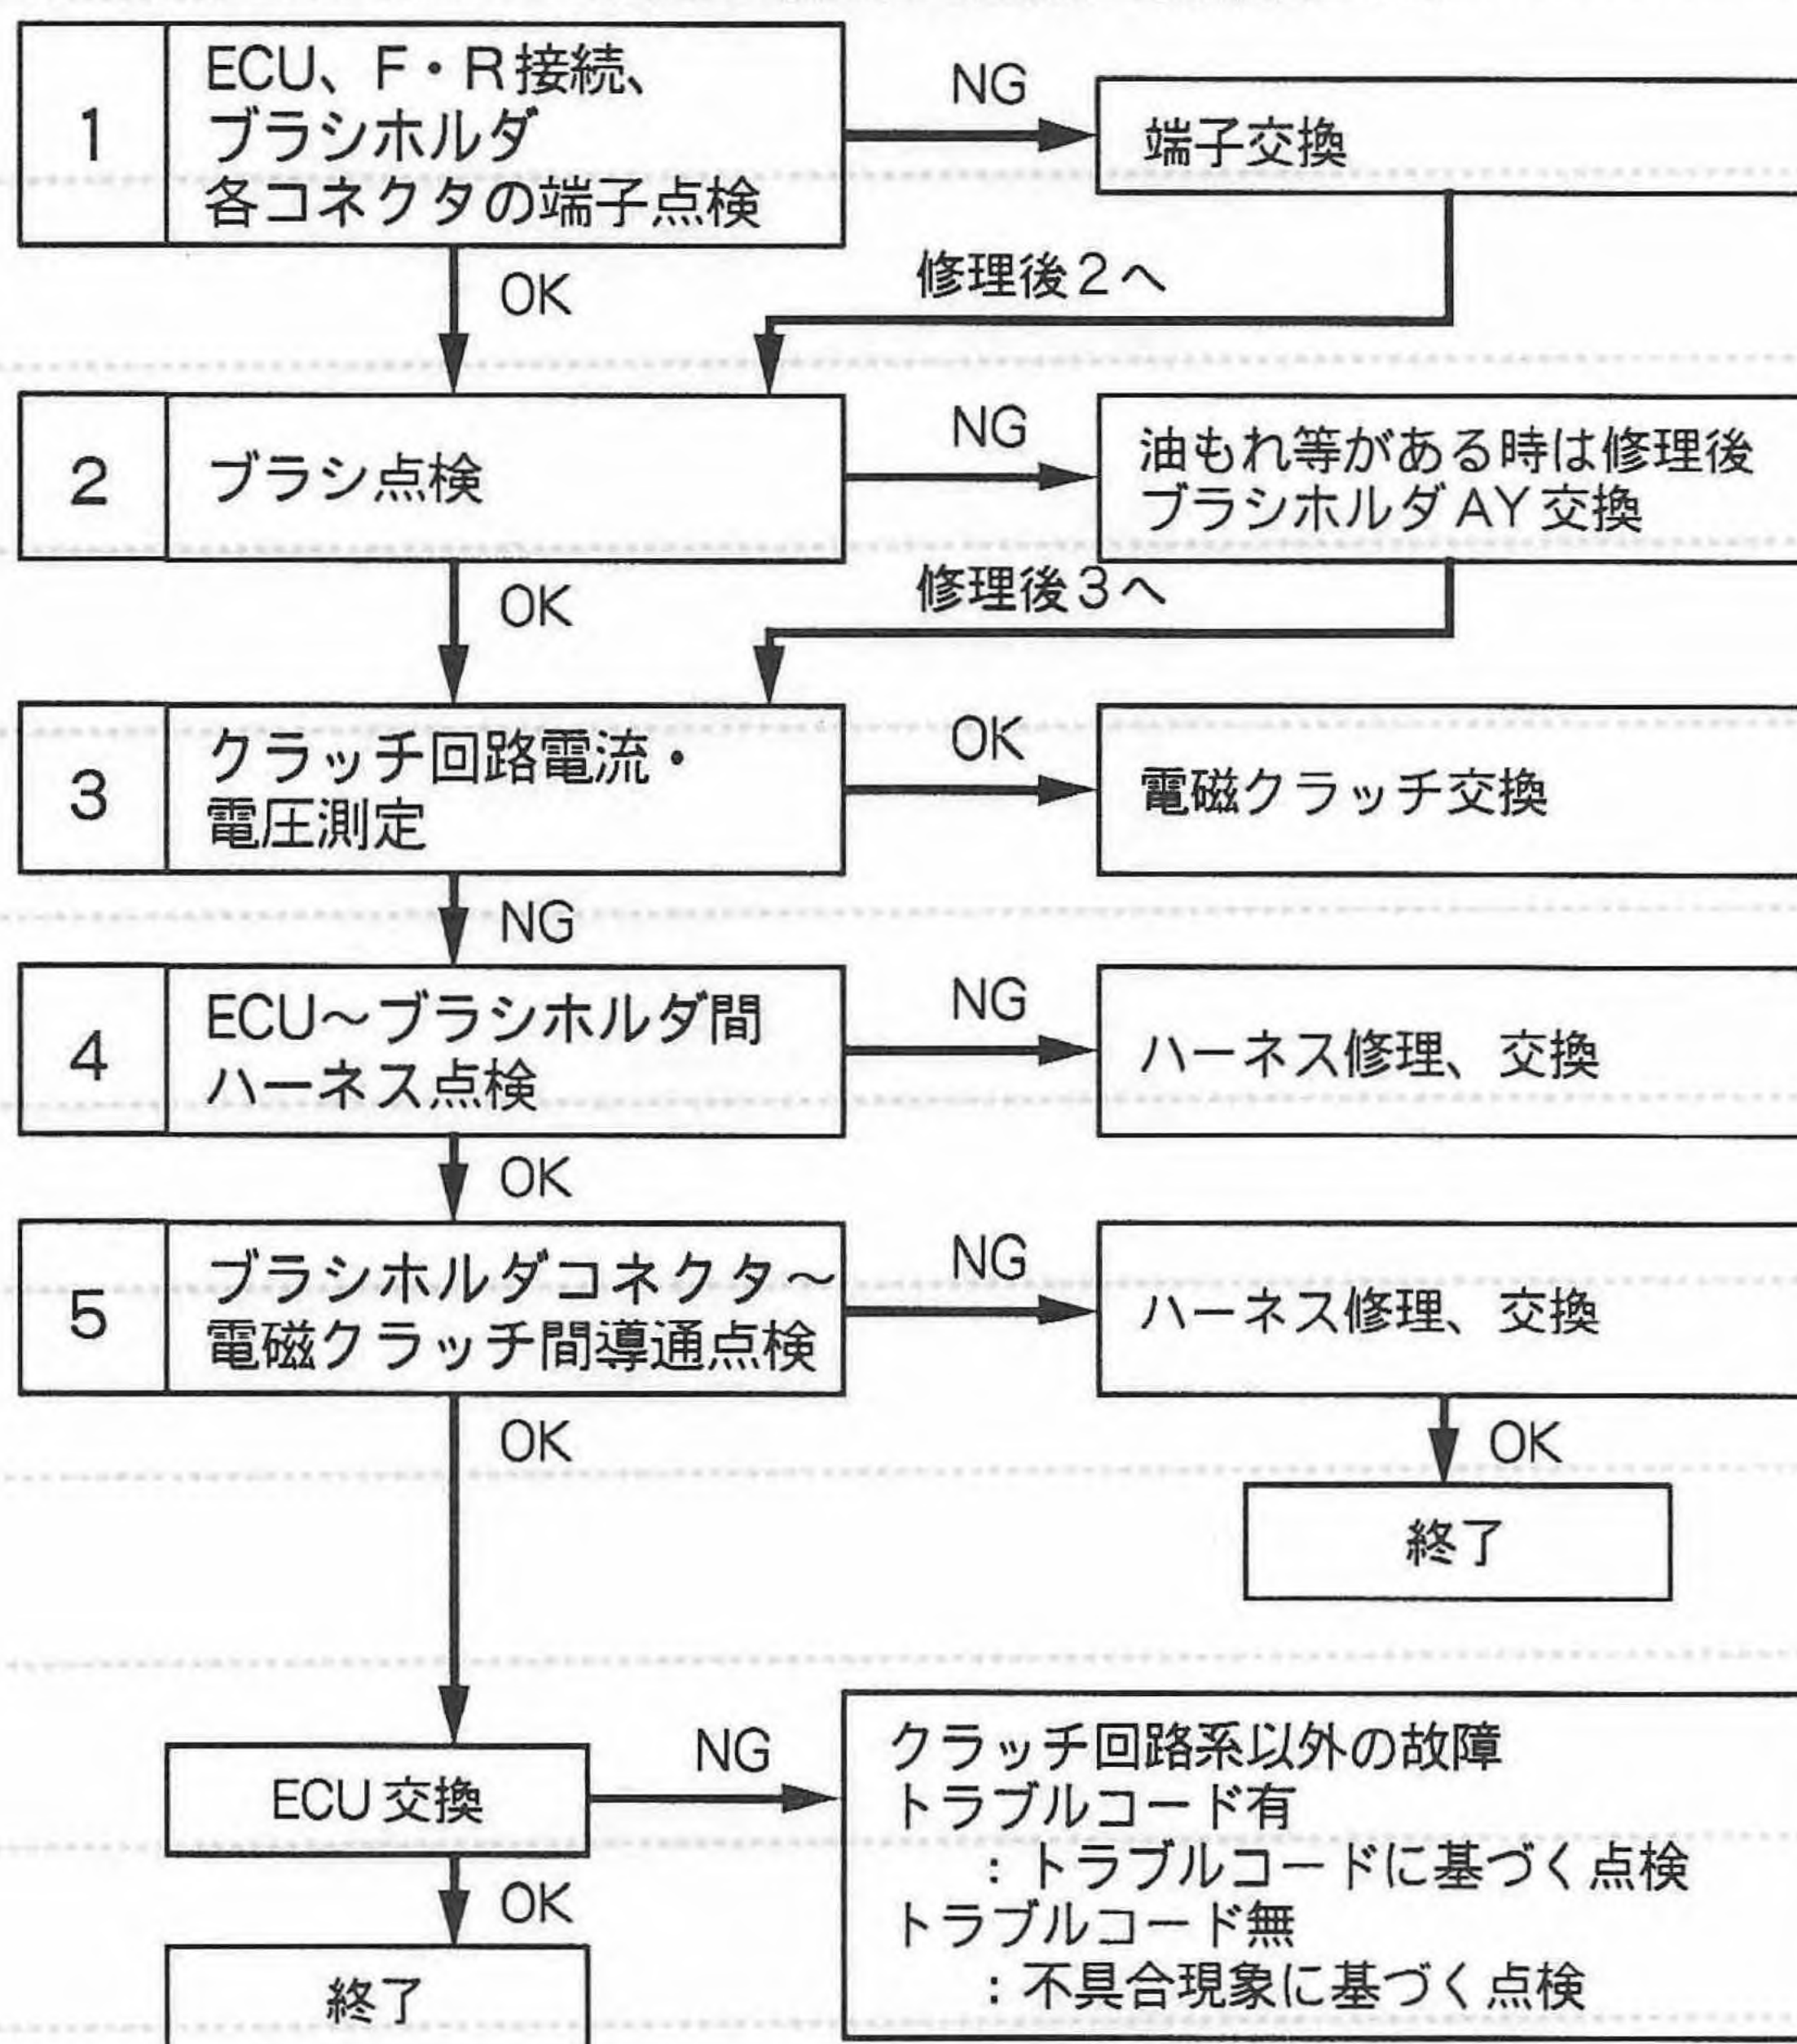 1
ECU、F・R接続、
ブラシホルダ
各コネクタの端子点検
NG
端子交換
OK
修理後2へ
2
ブラシ点検
NG
油もれ等がある時は修理後
ブラシホルダAY交換
OK
修理後3へ
3
クラッチ回路電流・
電圧測定
OK
電磁クラッチ交換
NG
4
ECU～ブラシホルダ間
ハーネス点検
NG
ハーネス修理、交換
OK
5
ブラシホルダコネクタ～
電磁クラッチ間導通点検
NG
ハーネス修理、交換
OK
OK
終了
ECU交換
NG
クラッチ回路系以外の故障
トラブルコード有
：トラブルコードに基づく点検
トラブルコード無
：不具合現象に基づく点検
OK
終了